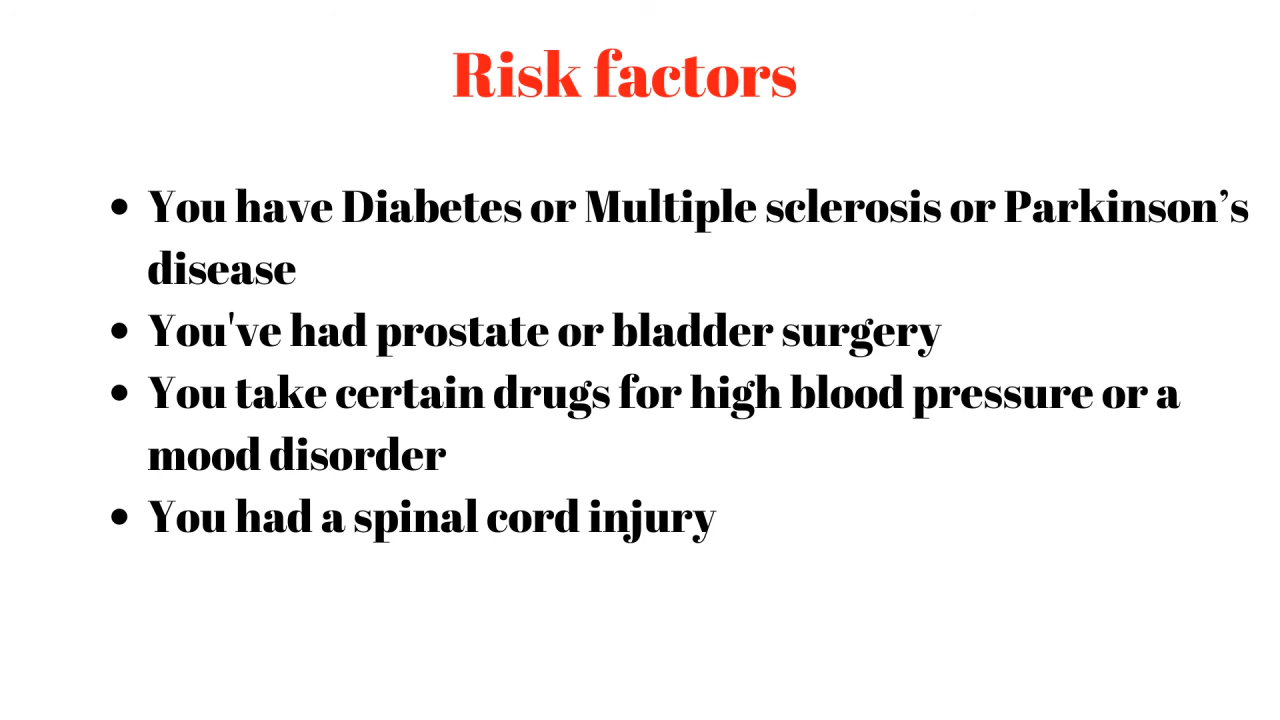 Risk factors
• You have Diabetes or Multiple sclerosis or Parkinson’s
disease
• You've had prostate or bladder surgery
• You take certain drugs for high blood pressure or a
mood disorder
• You had a spinal cord injury